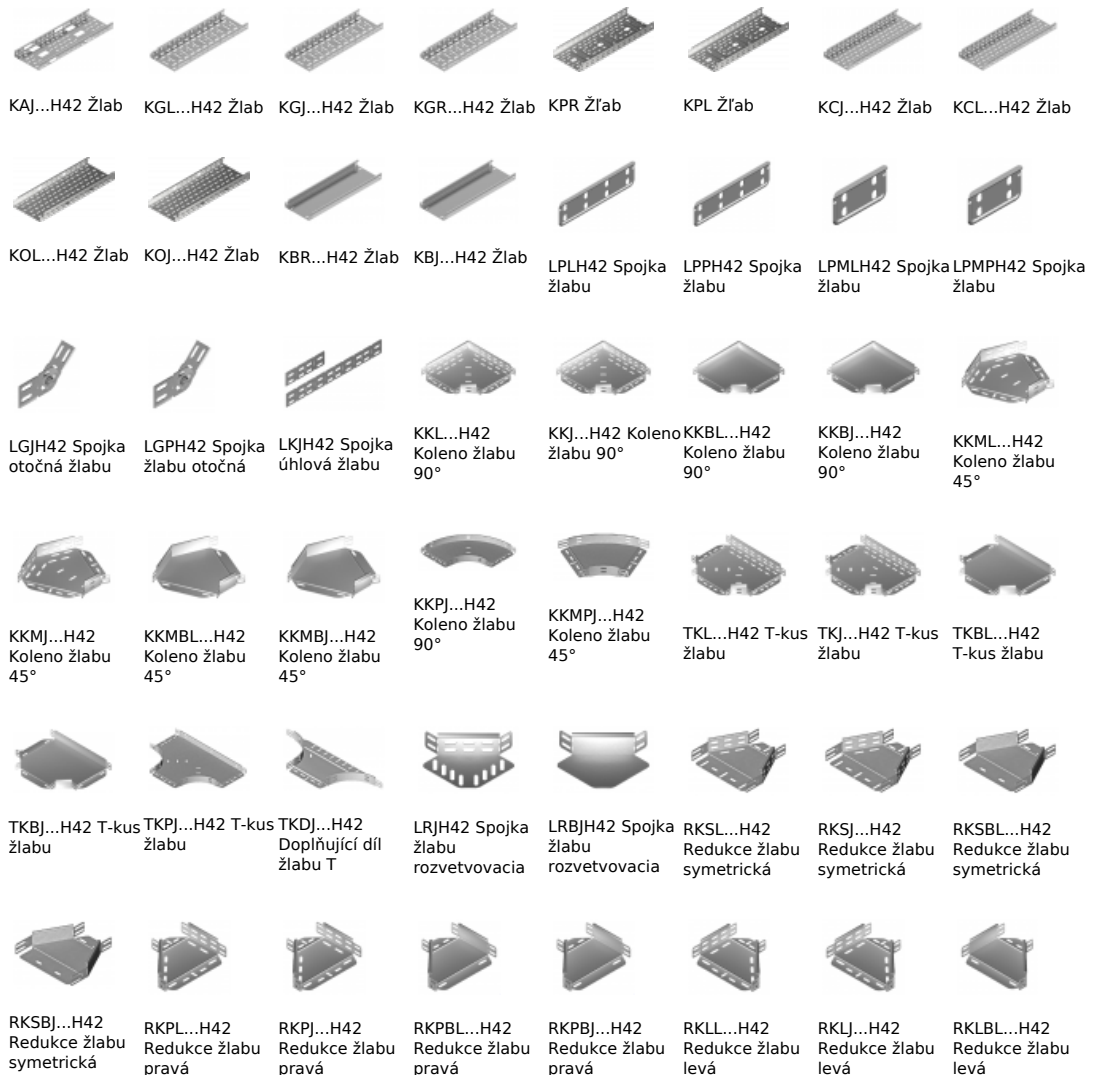 KAJ...H42 Žlab
KGL...H42 Žlab
KGJ...H42 Žlab
KGR...H42 Žlab
KPR Žľab
KPL Žľab
KCJ...H42 Žlab
KCL...H42 Žlab
KOL...H42 Žlab
KOJ...H42 Žlab
KBR...H42 Žlab
KBJ...H42 Žlab
LPLH42 Spojka
žlabu
LPPH42 Spojka
žlabu
LPMLH42 Spojka
žlabu
LPMPH42 Spojka
žlabu
LGJH42 Spojka
otočná žlabu
LGPH42 Spojka
žlabu otočná
LKJH42 Spojka
úhlová žlabu
KKL...H42
Koleno žlabu
90°
KKJ...H42 Koleno
žlabu 90°
KKBL...H42
Koleno žlabu
90°
KKBJ...H42
Koleno žlabu
90°
KKML...H42
Koleno žlabu
45°
KKMJ...H42
Koleno žlabu
45°
KKMBL...H42
Koleno žlabu
45°
KKMBJ...H42
Koleno žlabu
45°
KKPJ...H42
Koleno žlabu
90°
KKMPJ...H42
Koleno žlabu
45°
TKL...H42 T-kus
žlabu
TKJ...H42 T-kus
žlabu
TKBL...H42
T-kus žlabu
TKBJ...H42 T-kus
žlabu
TKPJ...H42 T-kus
žlabu
TKDJ...H42
Doplňující díl
žlabu T
LRJH42 Spojka
žlabu
rozvetvovacia
LRBJH42 Spojka
žlabu
rozvetvovacia
RKSL...H42
Redukce žlabu
symetrická
RKSJ...H42
Redukce žlabu
symetrická
RKSBL...H42
Redukce žlabu
symetrická
RKSBJ...H42
Redukce žlabu
symetrická
RKPL...H42
Redukce žlabu
pravá
RKPJ...H42
Redukce žlabu
pravá
RKPBL...H42
Redukce žlabu
pravá
RKPBJ...H42
Redukce žlabu
pravá
RKLL...H42
Redukce žlabu
levá
RKLJ...H42
Redukce žlabu
levá
RKLBL...H42
Redukce žlabu
levá